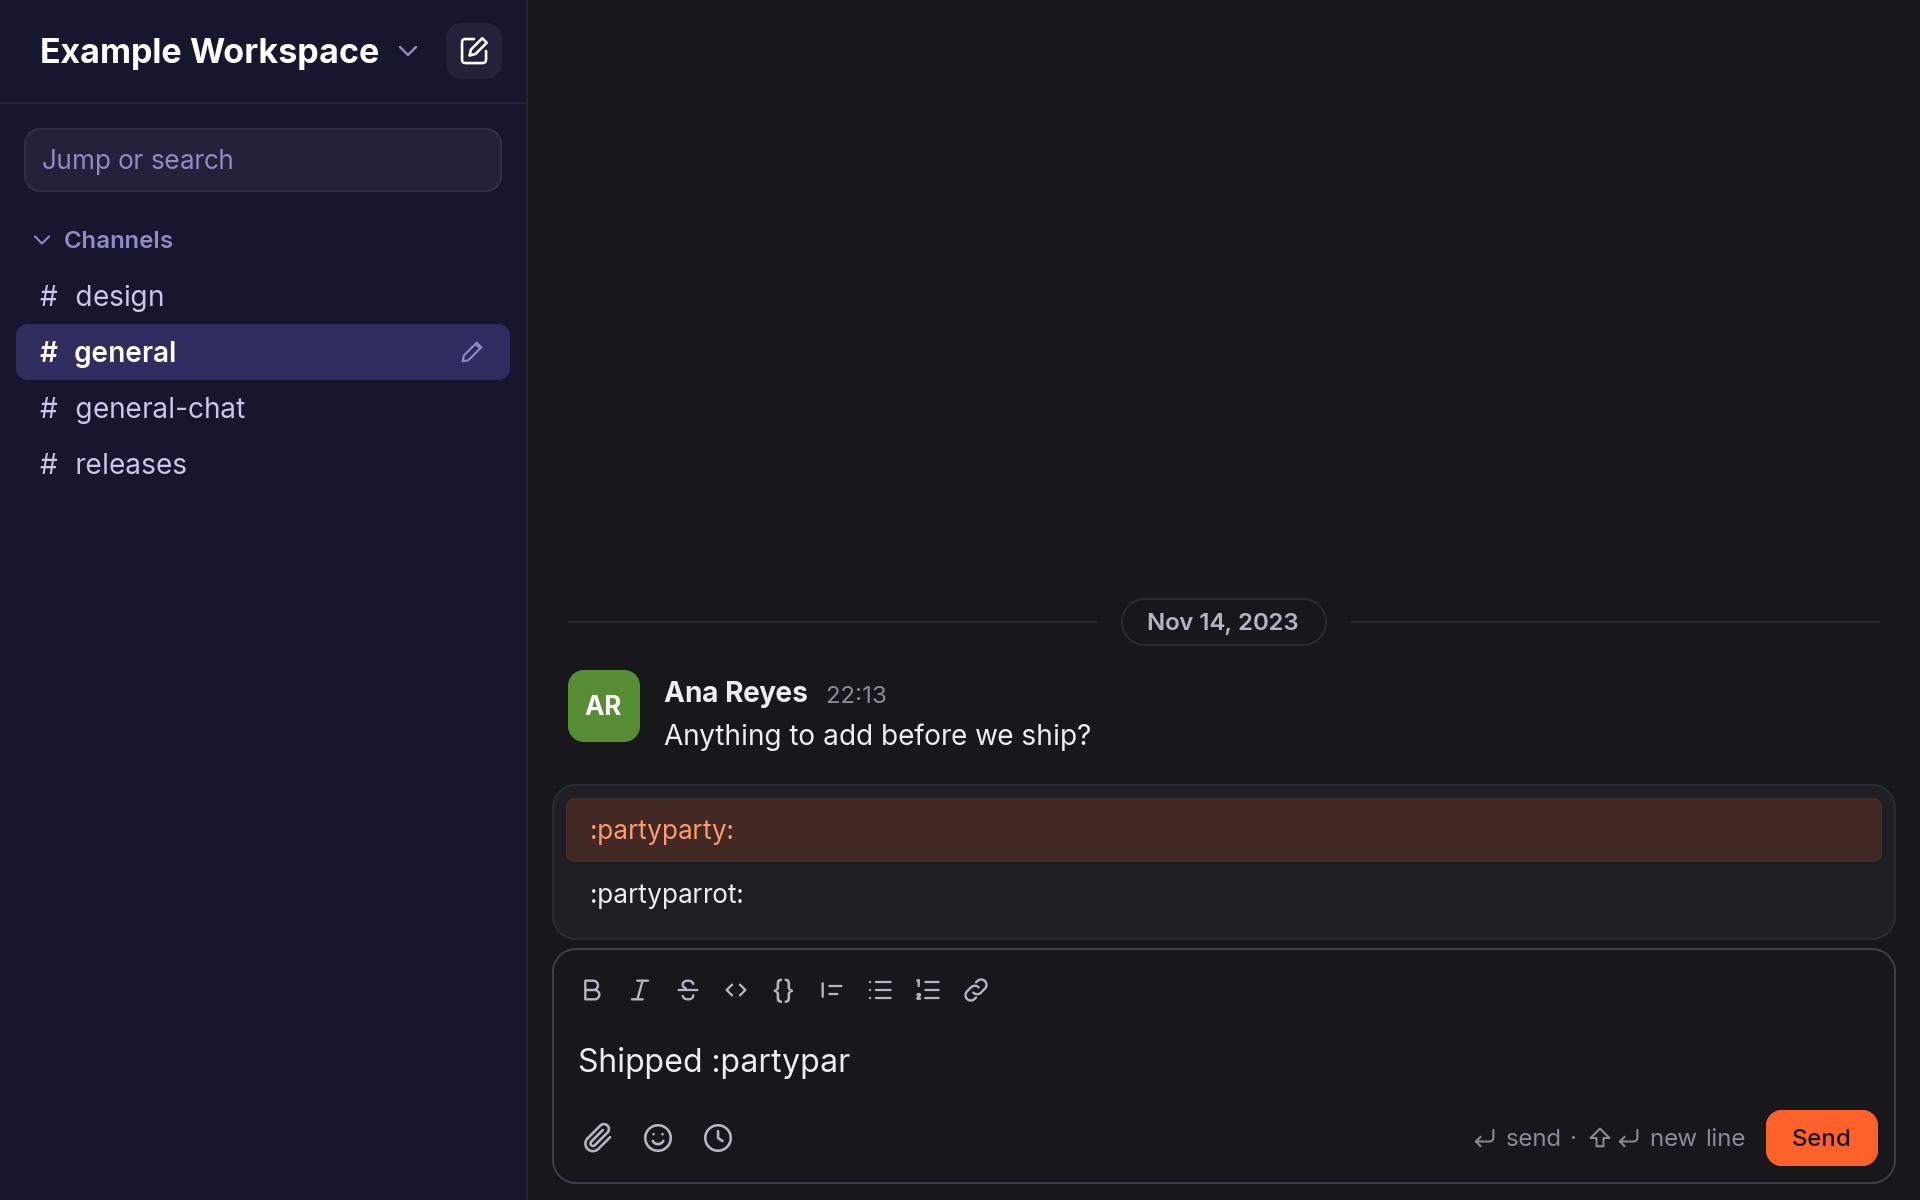 Example Workspace
Jump or search
Channels
# design
# general
# general-chat
# releases
Nov 14, 2023
AR
Ana Reyes 22:13
Anything to add before we ship?
:partyparty:
:partyparrot:
Shipped :partypar
send · new line
Send